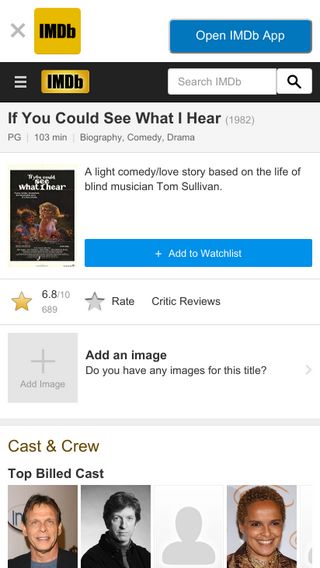 IMDb
Open IMDb App
IMDb
Search IMDb
If You Could See What I Hear (1982)
PG | 103 min | Biography, Comedy, Drama
If you could
see
what i hear
A light comedy/love story based on the life of
blind musician Tom Sullivan.
+ Add to Watchlist
6.8/10
689
Rate
Critic Reviews
Add Image
Add an image
Do you have any images for this title?
Cast & Crew
Top Billed Cast